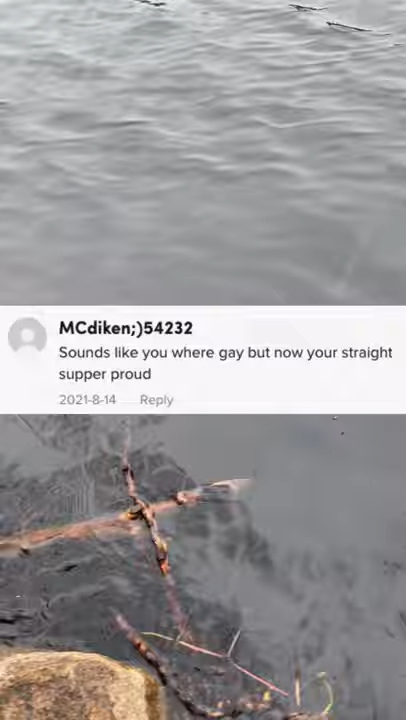 MCdiken;)54232
Sounds like you where gay but now your straight
supper proud
2021-8-14 Reply